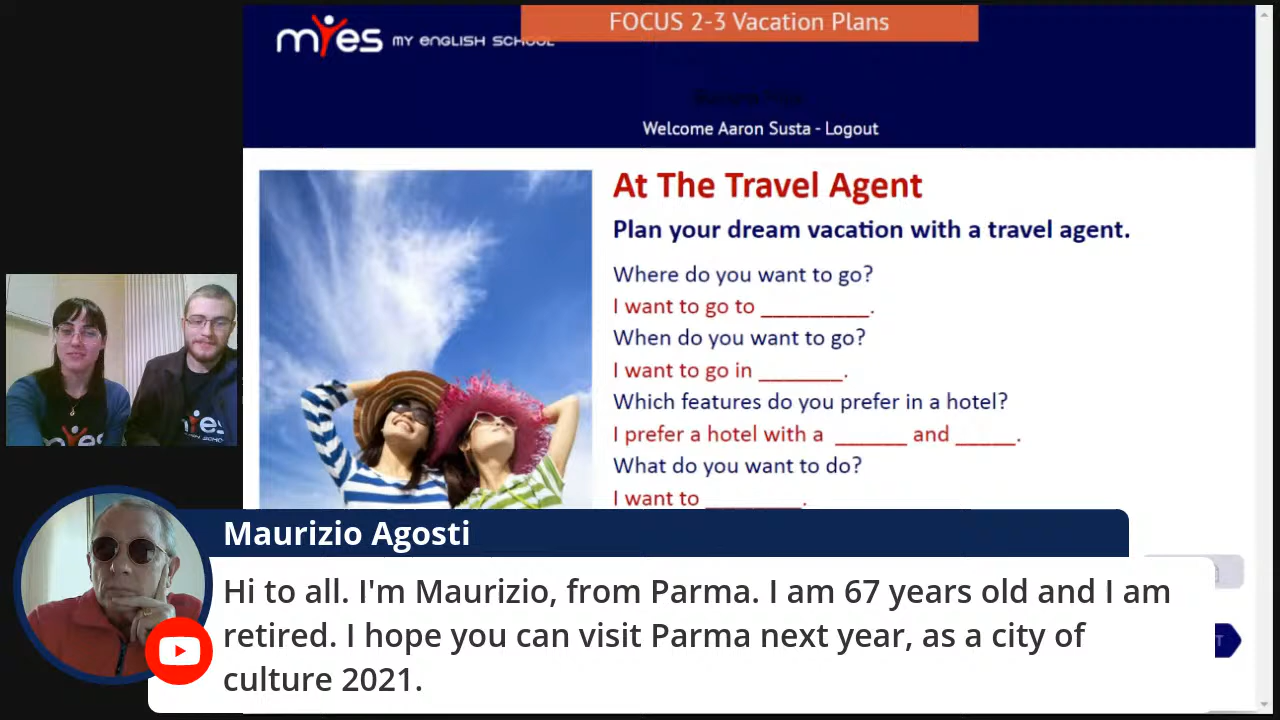 FOCUS 2-3 Vacation Plans
myes MY ENGLISH SCHOOL
Welcome Aaron Susta - Logout
At The Travel Agent
Plan your dream vacation with a travel agent.
Where do you want to go?
I want to go to _________.
When do you want to go?
I want to go in _______.
Which features do you prefer in a hotel?
I prefer a hotel with a ______ and _____.
What do you want to do?
I want to ________.
myes
Maurizio Agosti
Hi to all. I'm Maurizio, from Parma. I am 67 years old and I am
retired. I hope you can visit Parma next year, as a city of
culture 2021.